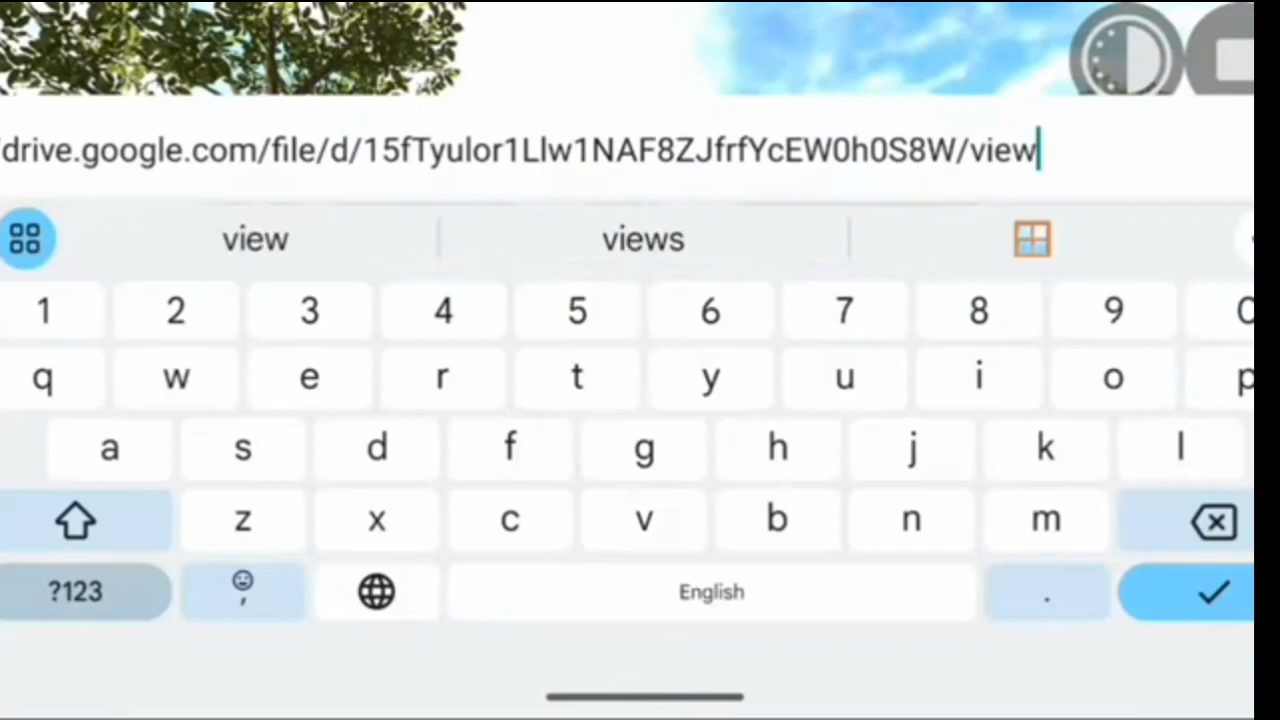 drive.google.com/file/d/15fTyulor1Llw1NAF8ZJfrfYcEW0h0S8W/view
view views
1 2 3 4 5 6 7 8 9 0
q w e r t y u i o p
a s d f g h j k l
z x c v b n m
?123 , English .